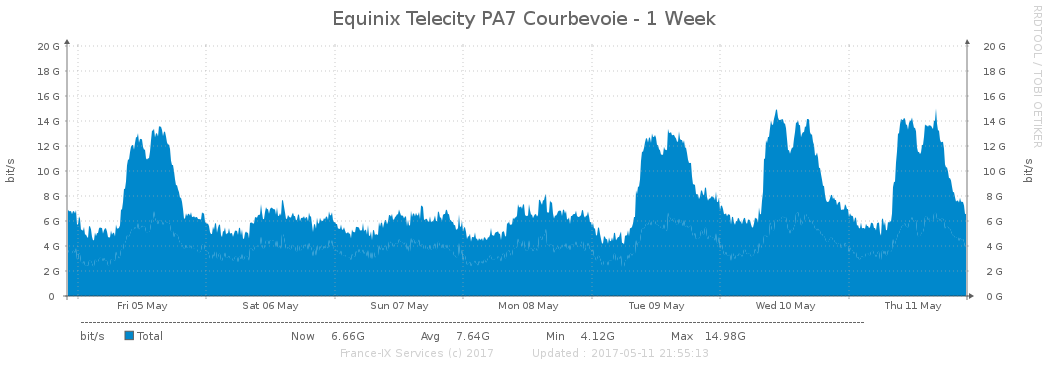 Equinix Telecity PA7 Courbevoie - 1 Week
RRDTOOL / TOBI OETIKER
bit/s
bit/s
20 G 20 G
18 G 18 G
16 G 16 G
14 G 14 G
12 G 12 G
10 G 10 G
8 G 8 G
6 G 6 G
4 G 4 G
2 G 2 G
0 0 G
Fri 05 May Sat 06 May Sun 07 May Mon 08 May Tue 09 May Wed 10 May Thu 11 May
bit/s Total Now 6.66G Avg 7.64G Min 4.12G Max 14.98G
France-IX Services (c) 2017 Updated : 2017-05-11 21:55:13